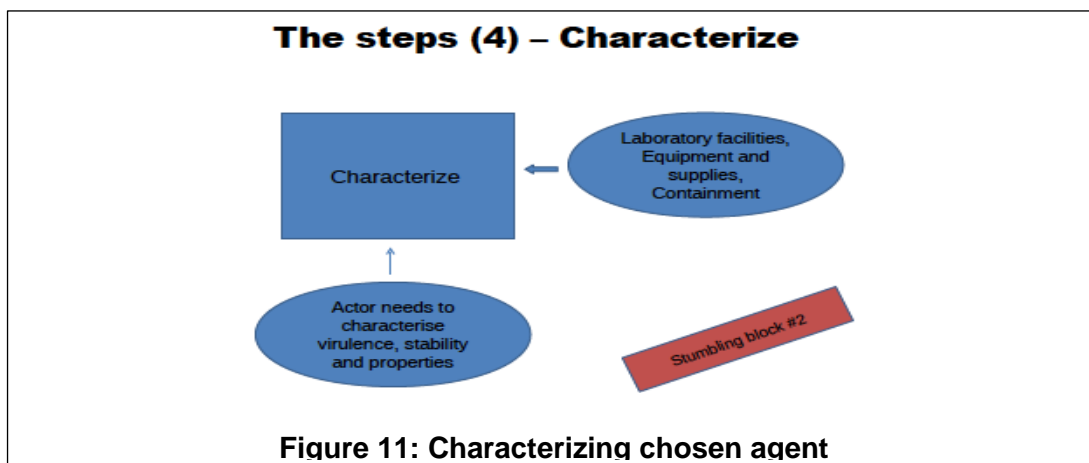 The steps (4) – Characterize
Characterize
Laboratory facilities,
Equipment and
supplies,
Containment
Actor needs to
characterise
virulence, stability
and properties
Stumbling block #2
Figure 11: Characterizing chosen agent